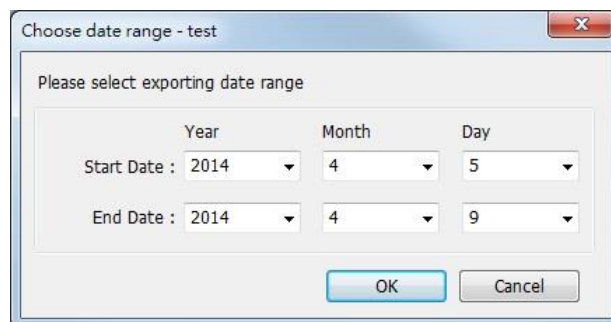 Choose date range - test
Please select exporting date range
Year Month Day
Start Date : 2014 4 5
End Date : 2014 4 9
OK Cancel